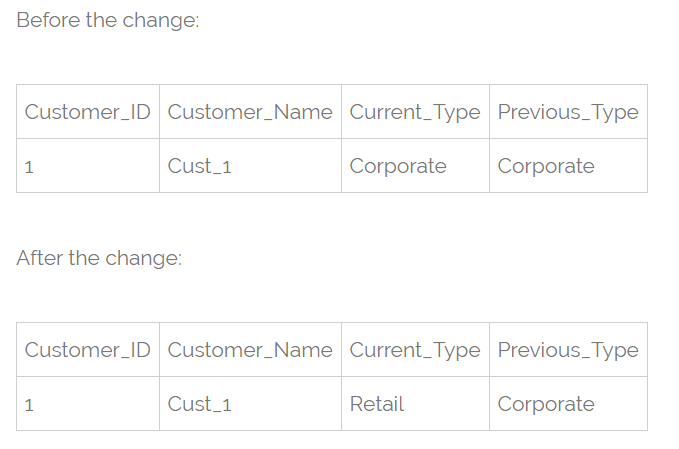 Before the change:
Customer_ID Customer_Name Current_Type Previous_Type
1 Cust_1 Corporate Corporate
After the change:
Customer_ID Customer_Name Current_Type Previous_Type
1 Cust_1 Retail Corporate